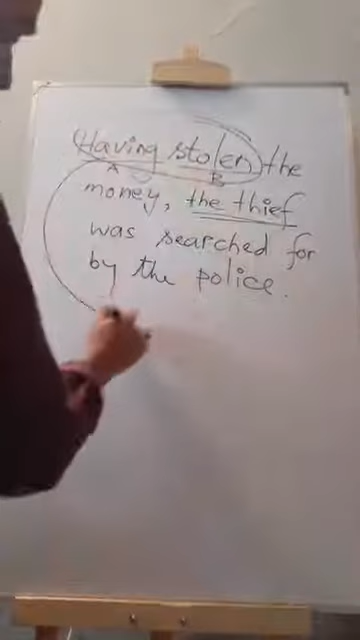 Having stolen the
A B
money, the thief
was searched for
by the police.